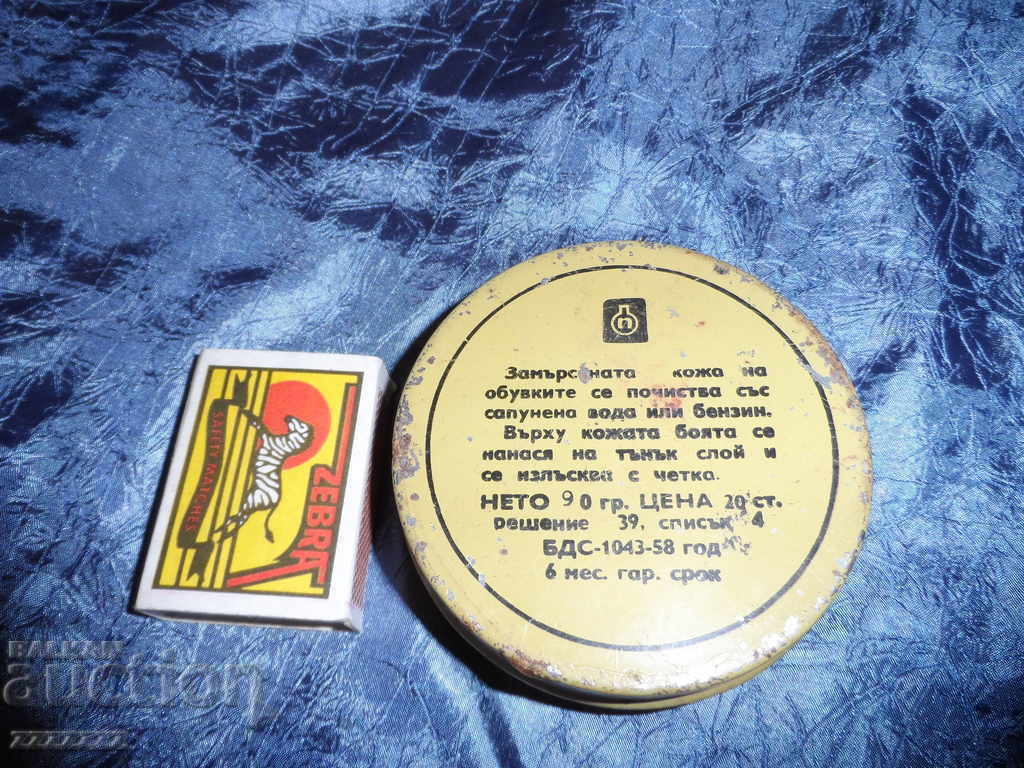 п
Замърсената кожа на
обувките се почиства със
сапунена вода или бензин.
Върху кожата боята се
нанася на тънък слой и
се излъсква с четка.
НЕТО 90 гр. ЦЕНА 20 ст.
решение 39, списък 4
БДС-1043-58 год
6 мес. гар. срок
ZEBRA
SAFETY MATCHES
BALKAN
auction